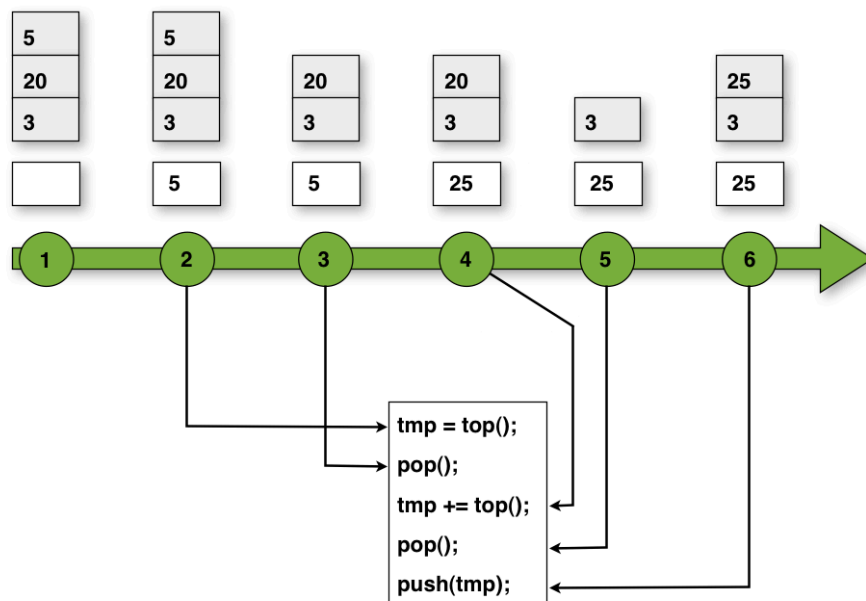 5 5
20 20 20 20 25
3 3 3 3 3 3
5 5 25 25 25
1 2 3 4 5 6
tmp = top();
pop();
tmp += top();
pop();
push(tmp);